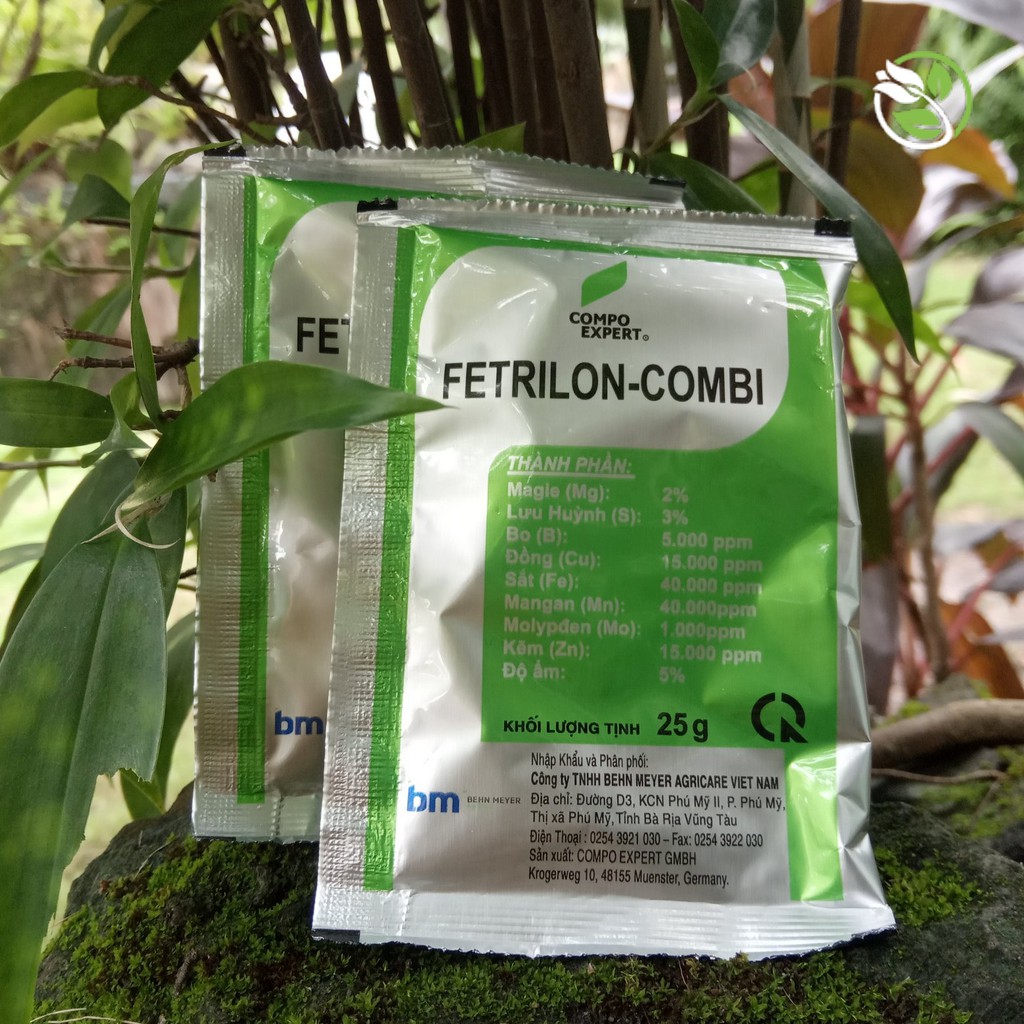 COMPO
EXPERT®
FETRILON-COMBI
THÀNH PHẦN:
Magie (Mg): 2%
Lưu Huỳnh (S): 3%
Bo (B): 5.000 ppm
Đồng (Cu): 15.000 ppm
Sắt (Fe): 40.000 ppm
Mangan (Mn): 40.000ppm
Molypđen (Mo): 1.000ppm
Kẽm (Zn): 15.000 ppm
Độ ẩm: 5%
KHỐI LƯỢNG TỊNH 25 g
Nhập Khẩu và Phân phối:
Công ty TNHH BEHN MEYER AGRICARE VIET NAM
Địa chỉ: Đường D3, KCN Phú Mỹ II, P. Phú Mỹ,
Thị xã Phú Mỹ, Tỉnh Bà Rịa Vũng Tàu
Điện Thoại : 0254 3921 030 – Fax: 0254 3922 030
Sản xuất: COMPO EXPERT GMBH
Krogerweg 10, 48155 Muenster, Germany.
bm BEHN MEYER
FET
bm